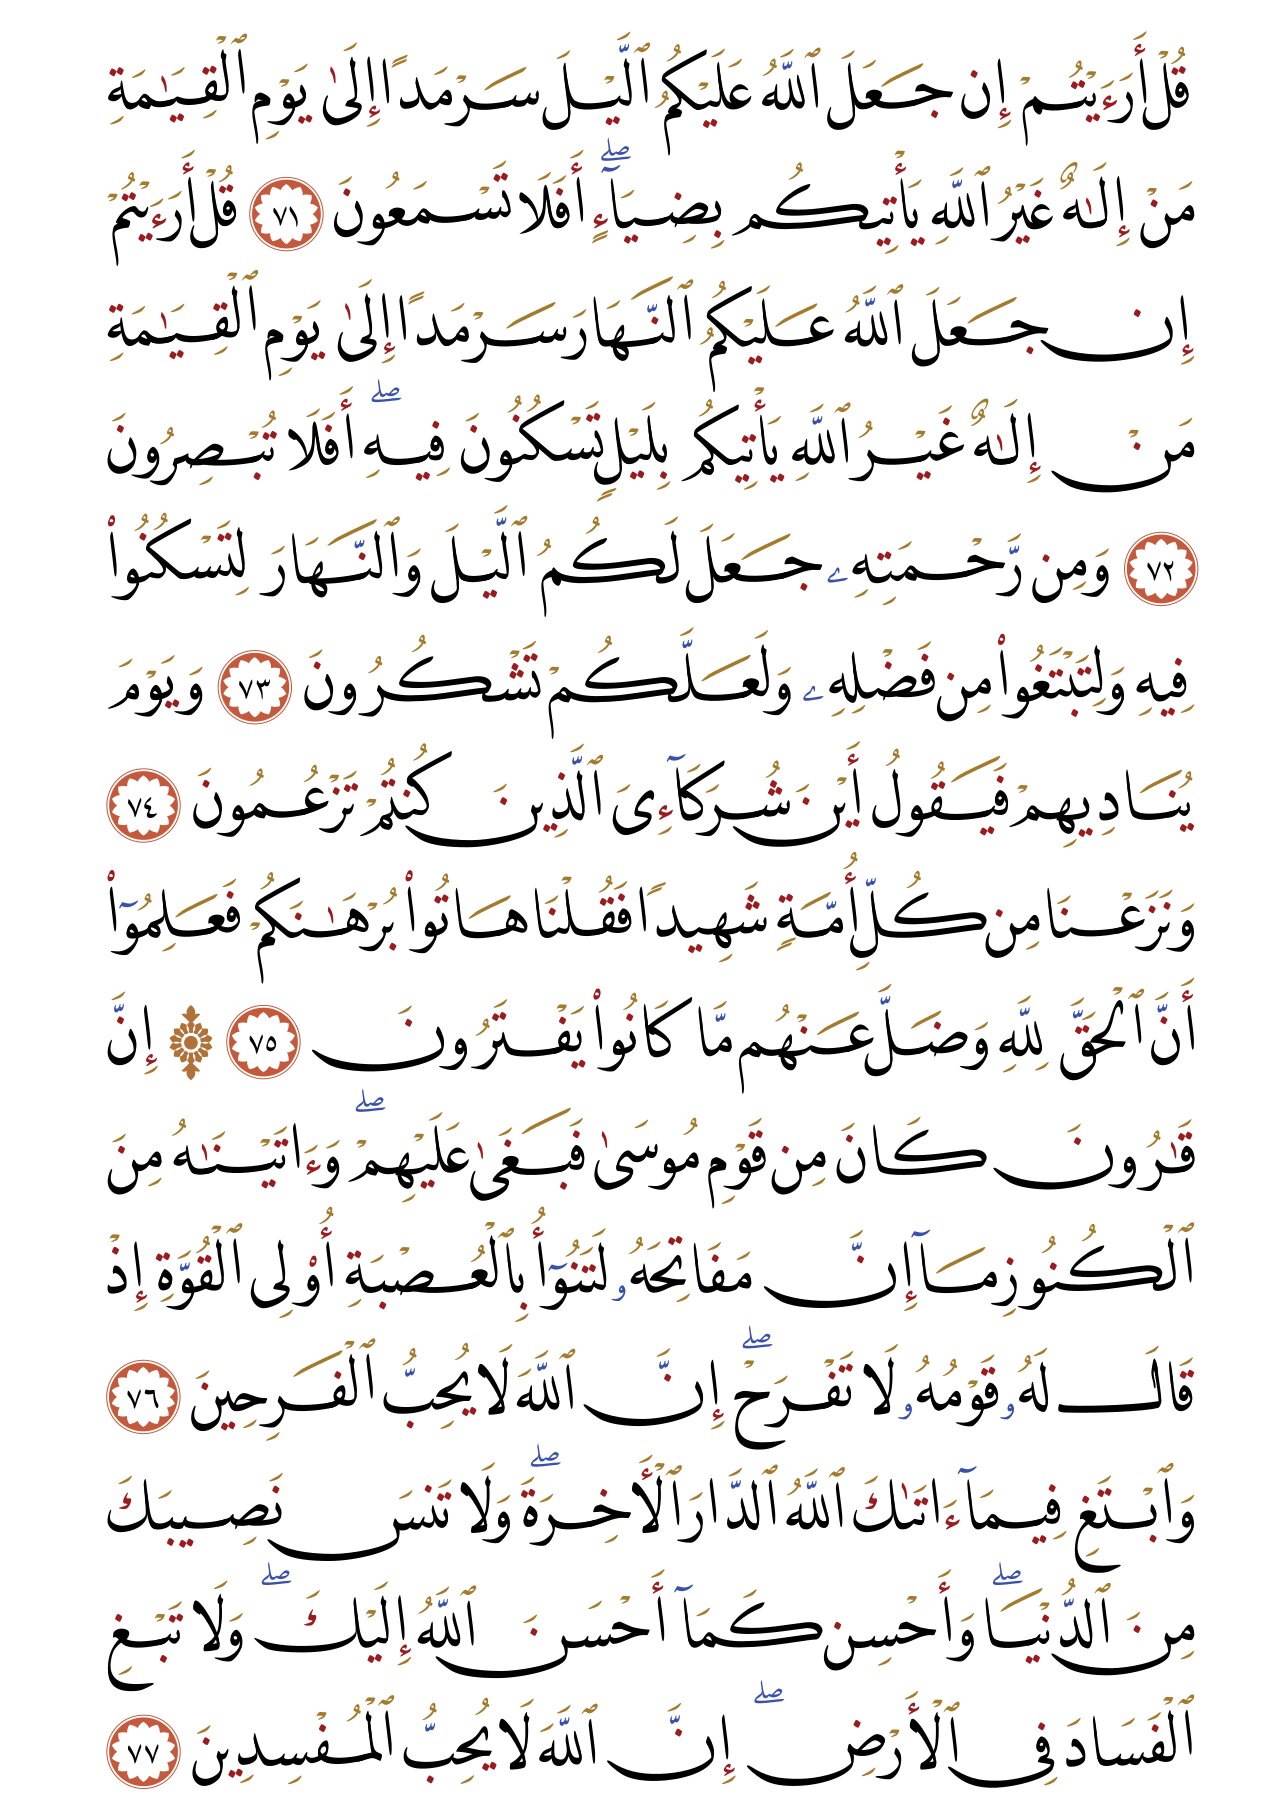 قُلْ أَرَءَيْتُمْ إِن جَعَلَ ٱللَّهُ عَلَيْكُمُ ٱلَّيْلَ سَرْمَدًا إِلَىٰ يَوْمِ ٱلْقِيَٰمَةِ
مَنْ إِلَٰهٌ غَيْرُ ٱللَّهِ يَأْتِيكُم بِضِيَآءٍ ۖ أَفَلَا تَسْمَعُونَ ٧١ قُلْ أَرَءَيْتُمْ
إِن جَعَلَ ٱللَّهُ عَلَيْكُمُ ٱلنَّهَارَ سَرْمَدًا إِلَىٰ يَوْمِ ٱلْقِيَٰمَةِ
مَنْ إِلَٰهٌ غَيْرُ ٱللَّهِ يَأْتِيكُم بِلَيْلٍ تَسْكُنُونَ فِيهِ ۖ أَفَلَا تُبْصِرُونَ
٧٢ وَمِن رَّحْمَتِهِۦ جَعَلَ لَكُمُ ٱلَّيْلَ وَٱلنَّهَارَ لِتَسْكُنُوا۟
فِيهِ وَلِتَبْتَغُوا۟ مِن فَضْلِهِۦ وَلَعَلَّكُمْ تَشْكُرُونَ ٧٣ وَيَوْمَ
يُنَادِيهِمْ فَيَقُولُ أَيْنَ شُرَكَآءِىَ ٱلَّذِينَ كُنتُمْ تَزْعُمُونَ ٧٤
وَنَزَعْنَا مِن كُلِّ أُمَّةٍ شَهِيدًا فَقُلْنَا هَاتُوا۟ بُرْهَٰنَكُمْ فَعَلِمُوٓا۟
أَنَّ ٱلْحَقَّ لِلَّهِ وَضَلَّ عَنْهُم مَّا كَانُوا۟ يَفْتَرُونَ ٧٥ ۞ إِنَّ
قَٰرُونَ كَانَ مِن قَوْمِ مُوسَىٰ فَبَغَىٰ عَلَيْهِمْ ۖ وَءَاتَيْنَٰهُ مِنَ
ٱلْكُنُوزِ مَآ إِنَّ مَفَاتِحَهُۥ لَتَنُوٓأُ بِٱلْعُصْبَةِ أُو۟لِى ٱلْقُوَّةِ إِذْ
قَالَ لَهُۥ قَوْمُهُۥ لَا تَفْرَحْ ۖ إِنَّ ٱللَّهَ لَا يُحِبُّ ٱلْفَرِحِينَ ٧٦
وَٱبْتَغِ فِيمَآ ءَاتَىٰكَ ٱللَّهُ ٱلدَّارَ ٱلْأَخِرَةَ ۖ وَلَا تَنسَ نَصِيبَكَ
مِنَ ٱلدُّنْيَا ۖ وَأَحْسِن كَمَآ أَحْسَنَ ٱللَّهُ إِلَيْكَ ۖ وَلَا تَبْغِ
ٱلْفَسَادَ فِى ٱلْأَرْضِ ۖ إِنَّ ٱللَّهَ لَا يُحِبُّ ٱلْمُفْسِدِينَ ٧٧